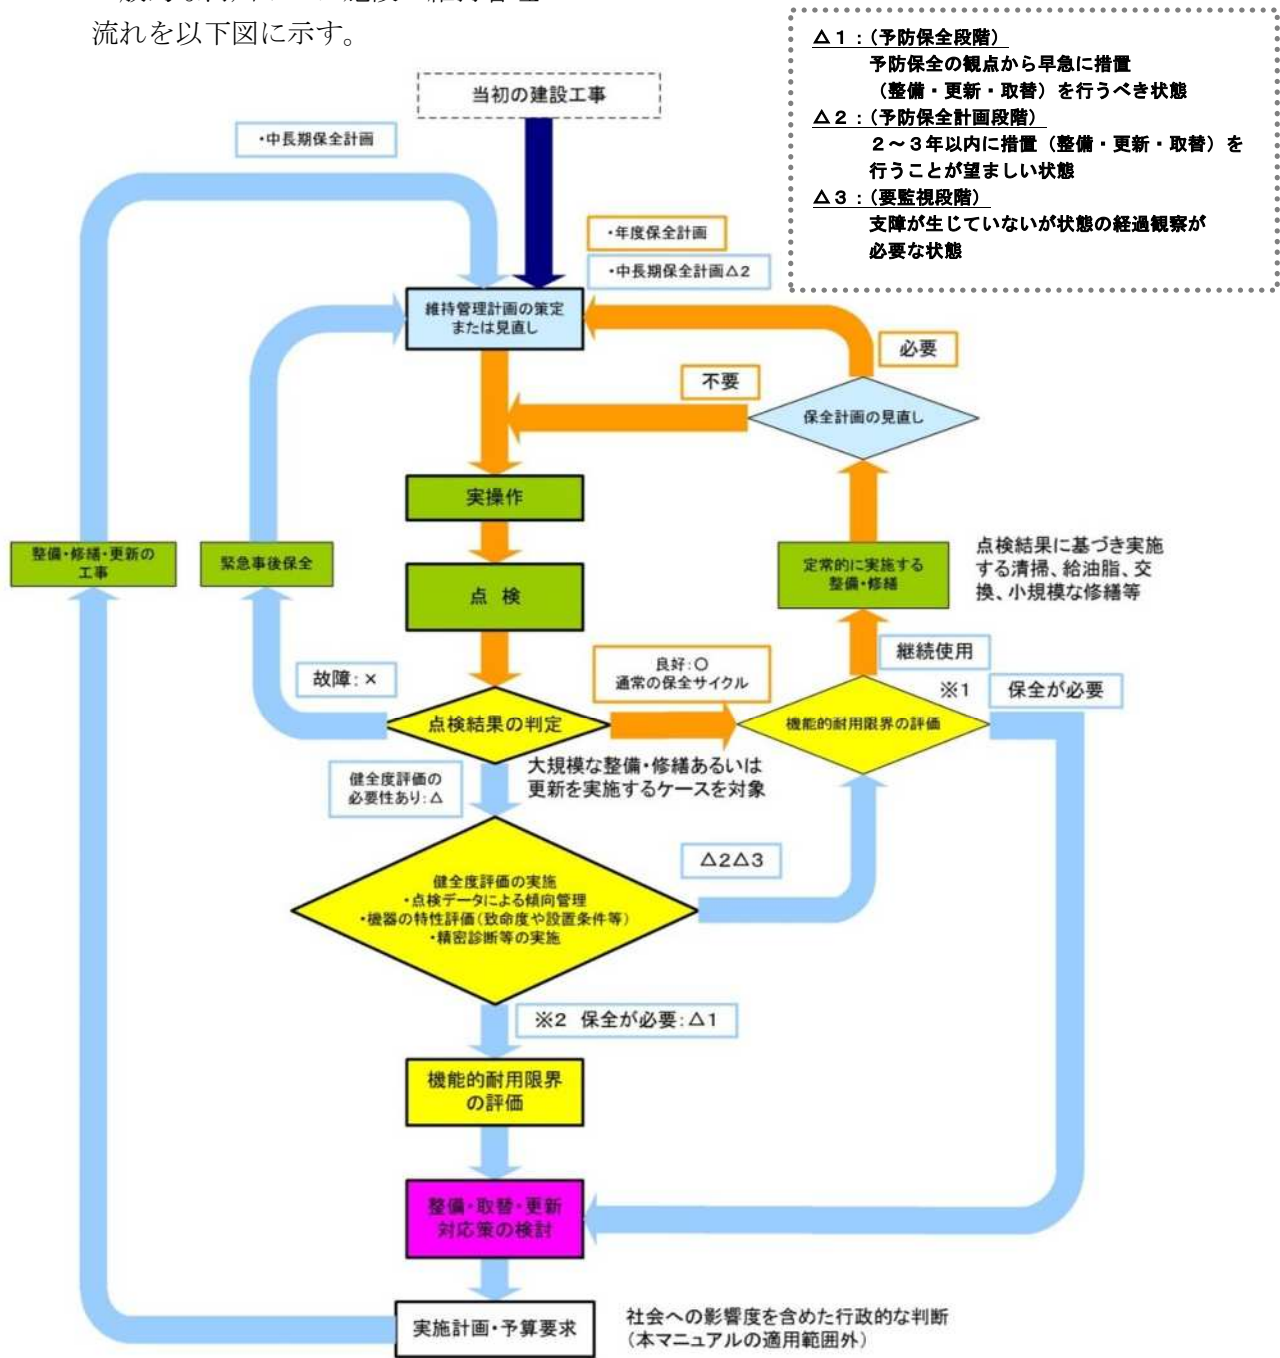 流れを以下図に示す。
△1:(予防保全段階)
予防保全の観点から早急に措置
(整備・更新・取替)を行うべき状態
△2:(予防保全計画段階)
2~3年以内に措置(整備・更新・取替)を
行うことが望ましい状態
△3:(要監視段階)
支障が生じていないが状態の経過観察が
必要な状態
当初の建設工事
・中長期保全計画
・年度保全計画
・中長期保全計画△2
維持管理計画の策定
または見直し
必要
不要
保全計画の見直し
実操作
整備・修繕・更新の
工事
緊急事後保全
点 検
定常的に実施する
整備・修繕
点検結果に基づき実施
する清掃、給油脂、交
換、小規模な修繕等
継続使用
故障:×
良好:○
通常の保全サイクル
※1
保全が必要
点検結果の判定
機能的耐用限界の評価
健全度評価の
必要性あり:△
大規模な整備・修繕あるいは
更新を実施するケースを対象
△2△3
健全度評価の実施
・点検データによる傾向管理
・機器の特性評価(致命度や設置条件等)
・精密診断等の実施
※2 保全が必要:△1
機能的耐用限界
の評価
整備・取替・更新
対応策の検討
実施計画・予算要求
社会への影響度を含めた行政的な判断
(本マニュアルの適用範囲外)